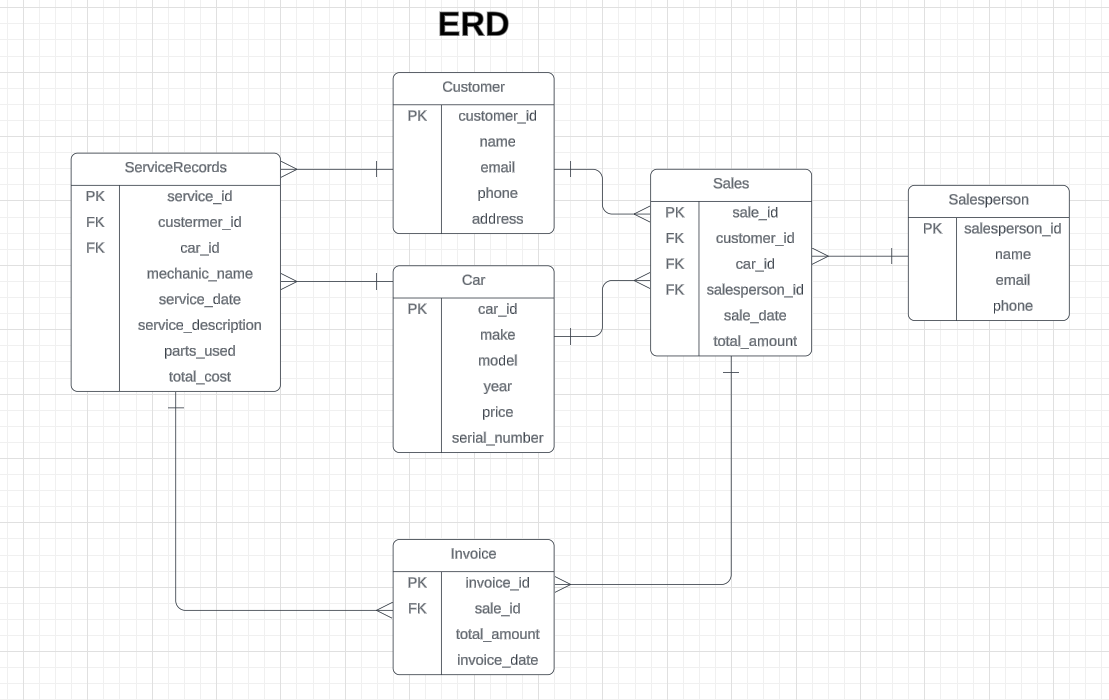 ERD
Customer
PK customer_id
name
email
phone
address
ServiceRecords
PK service_id
FK custermer_id
FK car_id
mechanic_name
service_date
service_description
parts_used
total_cost
Car
PK car_id
make
model
year
price
serial_number
Sales
PK sale_id
FK customer_id
FK car_id
FK salesperson_id
sale_date
total_amount
Salesperson
PK salesperson_id
name
email
phone
Invoice
PK invoice_id
FK sale_id
total_amount
invoice_date